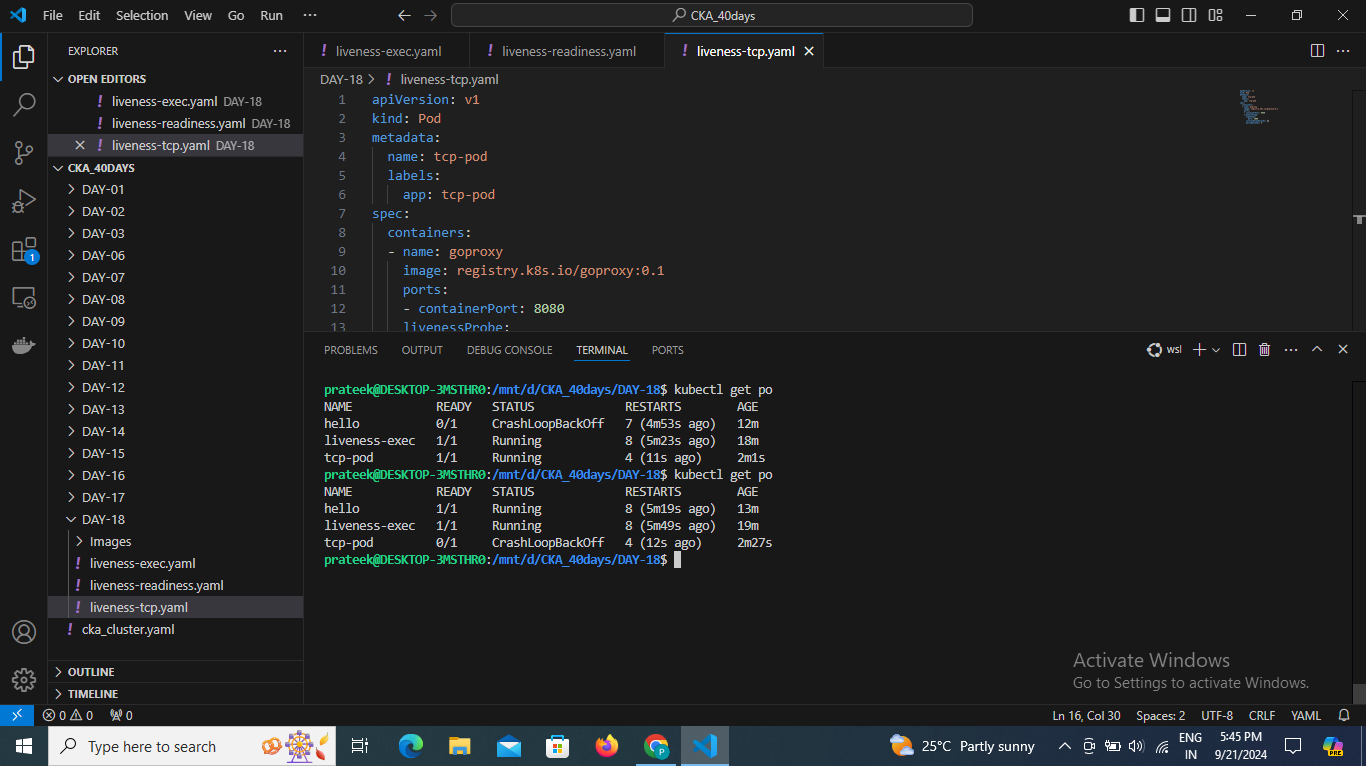 File Edit Selection View Go Run ··· CKA_40days
EXPLORER
OPEN EDITORS
liveness-exec.yaml DAY-18
liveness-readiness.yaml DAY-18
liveness-tcp.yaml DAY-18
CKA_40DAYS
DAY-01
DAY-02
DAY-03
DAY-06
DAY-07
DAY-08
DAY-09
DAY-10
DAY-11
DAY-12
DAY-13
DAY-14
DAY-15
DAY-16
DAY-17
DAY-18
Images
liveness-exec.yaml
liveness-readiness.yaml
liveness-tcp.yaml
cka_cluster.yaml
OUTLINE
TIMELINE
1
liveness-exec.yaml liveness-readiness.yaml liveness-tcp.yaml
DAY-18 > liveness-tcp.yaml
1 apiVersion: v1
2 kind: Pod
3 metadata:
4 name: tcp-pod
5 labels:
6 app: tcp-pod
7 spec:
8 containers:
9 - name: goproxy
10 image: registry.k8s.io/goproxy:0.1
11 ports:
12 - containerPort: 8080
13 livenessProbe:
PROBLEMS OUTPUT DEBUG CONSOLE TERMINAL PORTS wsl
prateek@DESKTOP-3MSTHR0:/mnt/d/CKA_40days/DAY-18$ kubectl get po
NAME READY STATUS RESTARTS AGE
hello 0/1 CrashLoopBackOff 7 (4m53s ago) 12m
liveness-exec 1/1 Running 8 (5m23s ago) 18m
tcp-pod 1/1 Running 4 (11s ago) 2m1s
prateek@DESKTOP-3MSTHR0:/mnt/d/CKA_40days/DAY-18$ kubectl get po
NAME READY STATUS RESTARTS AGE
hello 1/1 Running 8 (5m19s ago) 13m
liveness-exec 1/1 Running 8 (5m49s ago) 19m
tcp-pod 0/1 CrashLoopBackOff 4 (12s ago) 2m27s
prateek@DESKTOP-3MSTHR0:/mnt/d/CKA_40days/DAY-18$
Activate Windows
Go to Settings to activate Windows.
0 0 0 Ln 16, Col 30 Spaces: 2 UTF-8 CRLF YAML
Type here to search 25°C Partly sunny ENG IN 5:45 PM 9/21/2024 PRE